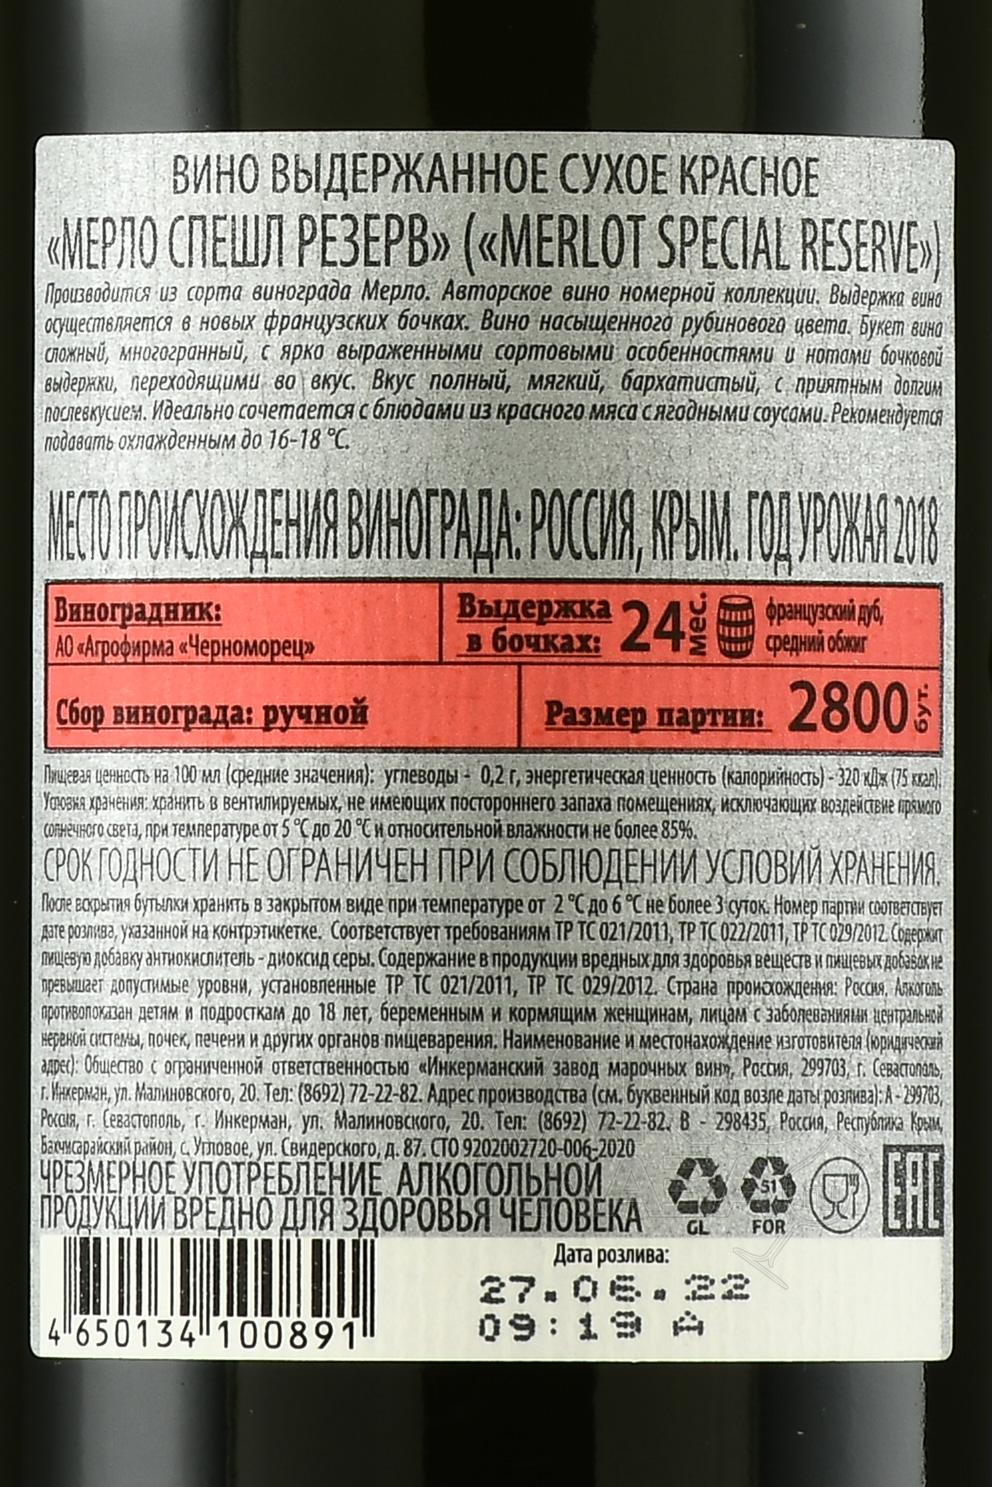 ВИНО ВЫДЕРЖАННОЕ СУХОЕ КРАСНОЕ
«МЕРЛО СПЕШЛ РЕЗЕРВ» («MERLOT SPECIAL RESERVE»)
Производится из сорта винограда Мерло. Авторское вино номерной коллекции. Выдержка вина
осуществляется в новых французских бочках. Вино насыщенного рубинового цвета. Букет вина
сложный, многогранный, с ярко выраженными сортовыми особенностями и нотами бочковой
выдержки, переходящими во вкус. Вкус полный, мягкий, бархатистый, с приятным долгим
послевкусием. Идеально сочетается с блюдами из красного мяса с ягодными соусами. Рекомендуется
подавать охлажденным до 16-18 °С.
МЕСТО ПРОИСХОЖДЕНИЯ ВИНОГРАДА: РОССИЯ, КРЫМ. ГОД УРОЖАЯ 2018
Виноградник:
АО «Агрофирма «Черноморец»
Выдержка
в бочках:
24 мес.
французский дуб,
средний обжиг
Сбор винограда: ручной
Размер партии: 2800 бут.
Пищевая ценность на 100 мл (средние значения): углеводы - 0,2 г, энергетическая ценность (калорийность) - 320 кДж (75 ккал).
Условия хранения: хранить в вентилируемых, не имеющих постороннего запаха помещениях, исключающих воздействие прямого
солнечного света, при температуре от 5 °С до 20 °С и относительной влажности не более 85%.
СРОК ГОДНОСТИ НЕ ОГРАНИЧЕН ПРИ СОБЛЮДЕНИИ УСЛОВИЙ ХРАНЕНИЯ.
После вскрытия бутылки хранить в закрытом виде при температуре от 2 °С до 6 °С не более 3 суток. Номер партии соответствует
дате розлива, указанной на контрэтикетке. Соответствует требованиям ТР ТС 021/2011, ТР ТС 022/2011, ТР ТС 029/2012. Содержит
пищевую добавку антиокислитель - диоксид серы. Содержание в продукции вредных для здоровья веществ и пищевых добавок не
превышает допустимые уровни, установленные ТР ТС 021/2011, ТР ТС 029/2012. Страна происхождения: Россия. Алкоголь
противопоказан детям и подросткам до 18 лет, беременным и кормящим женщинам, лицам с заболеваниями центральной
нервной системы, почек, печени и других органов пищеварения. Наименование и местонахождение изготовителя (юридический
адрес): Общество с ограниченной ответственностью «Инкерманский завод марочных вин», Россия, 299703, г. Севастополь,
г. Инкерман, ул. Малиновского, 20. Тел: (8692) 72-22-82. Адрес производства (см. буквенный код возле даты розлива): А - 299703,
Россия, г. Севастополь, г. Инкерман, ул. Малиновского, 20. Тел: (8692) 72-22-82. В - 298435, Россия, Республика Крым,
Бахчисарайский район, с. Угловое, ул. Свидерского, д. 87. СТО 9202002720-006-2020
ЧРЕЗМЕРНОЕ УПОТРЕБЛЕНИЕ АЛКОГОЛЬНОЙ
ПРОДУКЦИИ ВРЕДНО ДЛЯ ЗДОРОВЬЯ ЧЕЛОВЕКА
GL
51
FOR
EAC
4 650134 100891
Дата розлива:
27.06.22
09:19 А